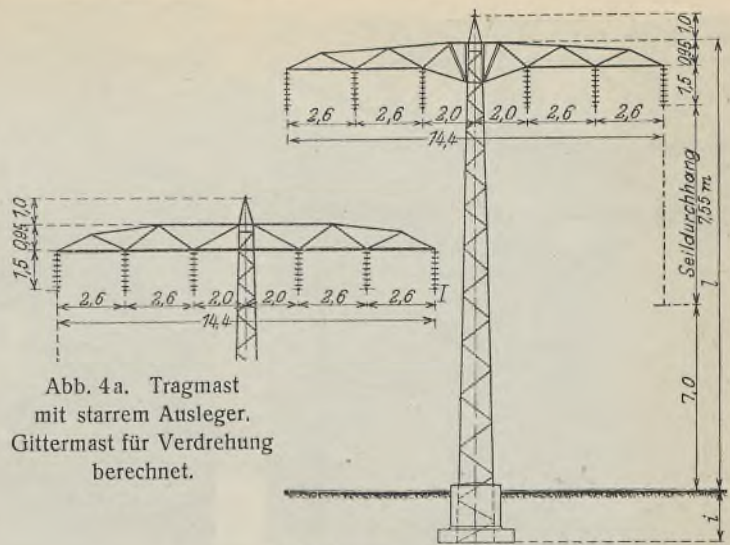 1,0
0,95
1,5
2,6 2,6 2,0 2,0 2,6 2,6
14,4
Seildurchhang
7,55 m
l
7,0
i
1,0
0,95
1,5
2,6 2,6 2,0 2,0 2,6 2,6
I
14,4
Abb. 4a. Tragmast
mit starrem Ausleger.
Gittermast für Verdrehung
berechnet.